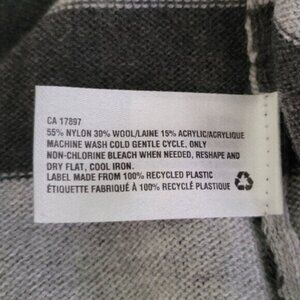 CA 17897
55% NYLON 30% WOOL/LAINE 15% ACRYLIC/ACRYLIQUE
MACHINE WASH COLD GENTLE CYCLE, ONLY
NON-CHLORINE BLEACH WHEN NEEDED, RESHAPE AND
DRY FLAT, COOL IRON.
LABEL MADE FROM 100% RECYCLED PLASTIC
ÉTIQUETTE FABRIQUÉ À 100% RECYCLÉ PLASTIQUE